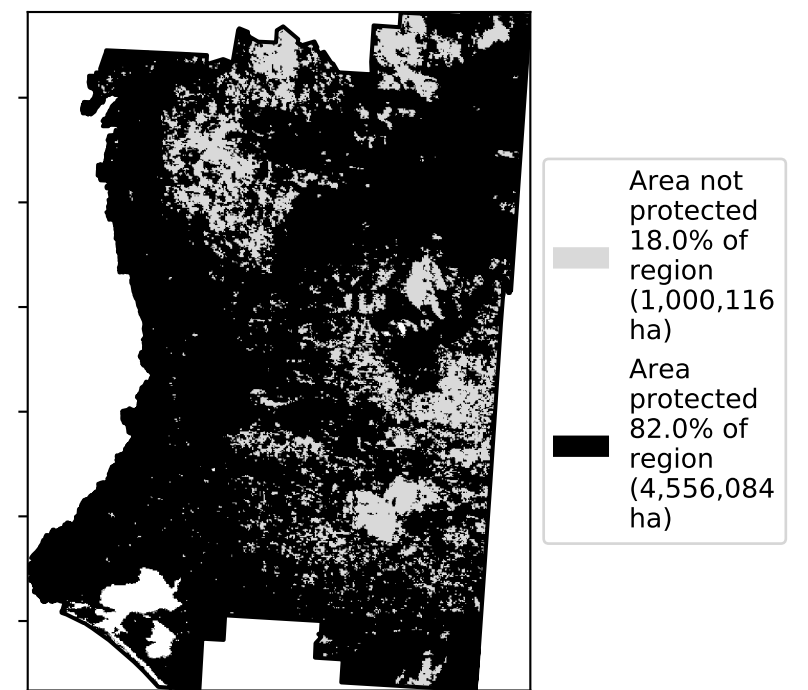 Area not
protected
18.0% of
region
(1,000,116
ha)
Area
protected
82.0% of
region
(4,556,084
ha)